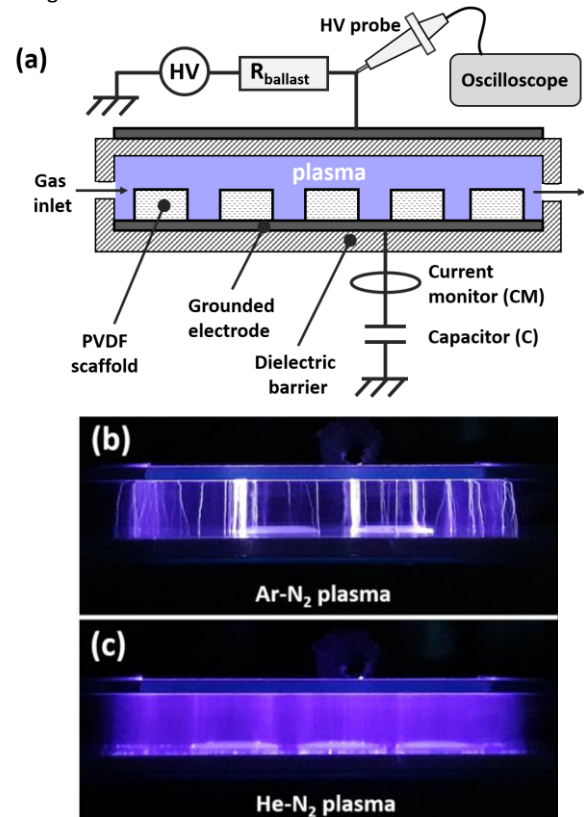 HV probe
(a)
HV
Rballast
Oscilloscope
plasma
Gas
inlet
Current
monitor (CM)
Grounded
electrode
Capacitor (C)
PVDF
scaffold
Dielectric
barrier
(b)
Ar-N₂ plasma
(c)
He-N₂ plasma